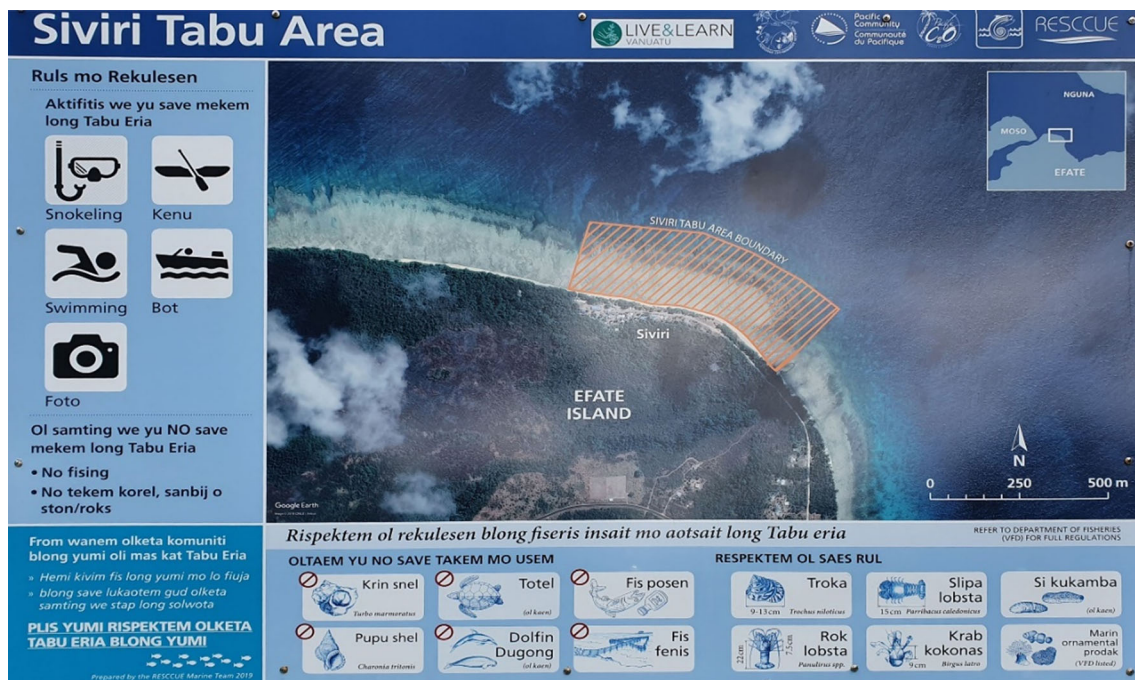 Siviri Tabu Area
LIVE&LEARN
VANUATU
Pacific
Community
Communauté
du Pacifique
RESCCUE
Ruls mo Rekulesen
Aktifitis we yu save mekem
long Tabu Eria
Snokeling
Kenu
Swimming
Bot
Foto
Ol samting we yu NO save
mekem long Tabu Eria
• No fising
• No tekem korel, sanbij o
ston/roks
From wanem olketa komuniti
blong yumi oli mas kat Tabu Eria
» Hemi kivim fis long yumi mo lo fiuja
» blong save lukaotem gud olketa
samting we stap long solwota
PLIS YUMI RISPEKTEM OLKETA
TABU ERIA BLONG YUMI
Prepared by the RESCCUE Marine Team 2019
NGUNA
MOSO
EFATE
SIVIRI TABU AREA BOUNDARY
Siviri
EFATE
ISLAND
N
0 250 500 m
Google Earth
Rispektem ol rekulesen blong fiseris insait mo aotsait long Tabu eria
REFER TO DEPARTMENT OF FISHERIES
(VFD) FOR FULL REGULATIONS
OLTAEM YU NO SAVE TAKEM MO USEM
Krin snel
Turbo marmoratus
Totel
(ol kaen)
Fis posen
Pupu shel
Charonia tritonis
Dolfin
Dugong
(ol kaen)
Fis
fenis
RESPEKTEM OL SAES RUL
Troka
9-13cm
Trochus niloticus
Slipa
lobsta
15 cm
Parribacus caledonicus
Si kukamba
(ol kaen)
Rok
lobsta
22cm
7.5cm
Panulirus spp.
Krab
kokonas
9cm
Birgus latro
Marin
ornamental
prodak
(VFD listed)